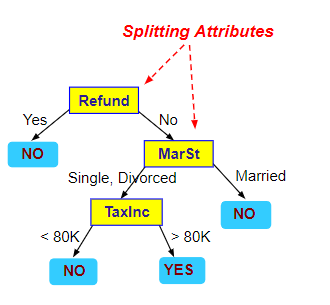 Splitting Attributes
Refund
Yes
No
NO
MarSt
Single, Divorced
Married
TaxInc
NO
< 80K
> 80K
NO
YES